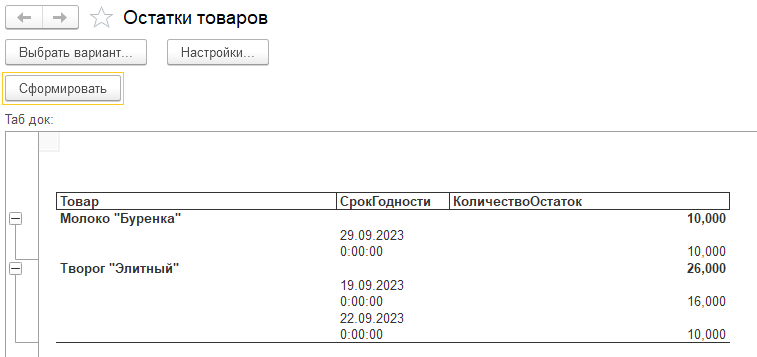 Остатки товаров
Выбрать вариант... Настройки...
Сформировать
Таб док:
Товар СрокГодности КоличествоОстаток
Молоко "Буренка" 10,000
29.09.2023
0:00:00 10,000
Творог "Элитный" 26,000
19.09.2023
0:00:00 16,000
22.09.2023
0:00:00 10,000